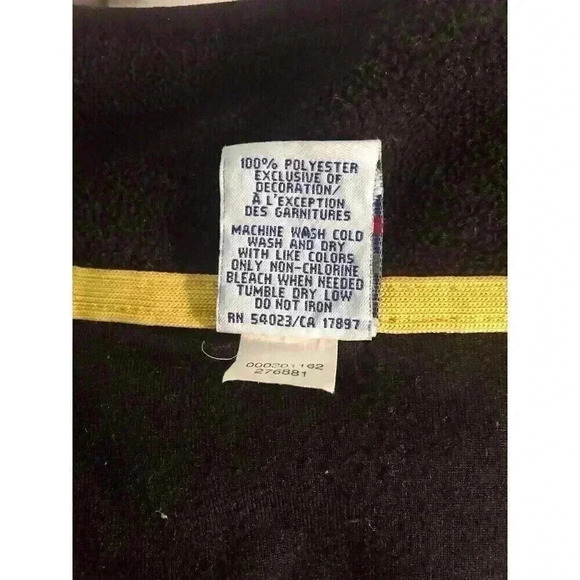 100% POLYESTER
EXCLUSIVE OF
DECORATION/
À L'EXCEPTION
DES GARNITURES
MACHINE WASH COLD
WASH AND DRY
WITH LIKE COLORS
ONLY NON-CHLORINE
BLEACH WHEN NEEDED
TUMBLE DRY LOW
DO NOT IRON
RN 54023/CA 17897
000301162
276881